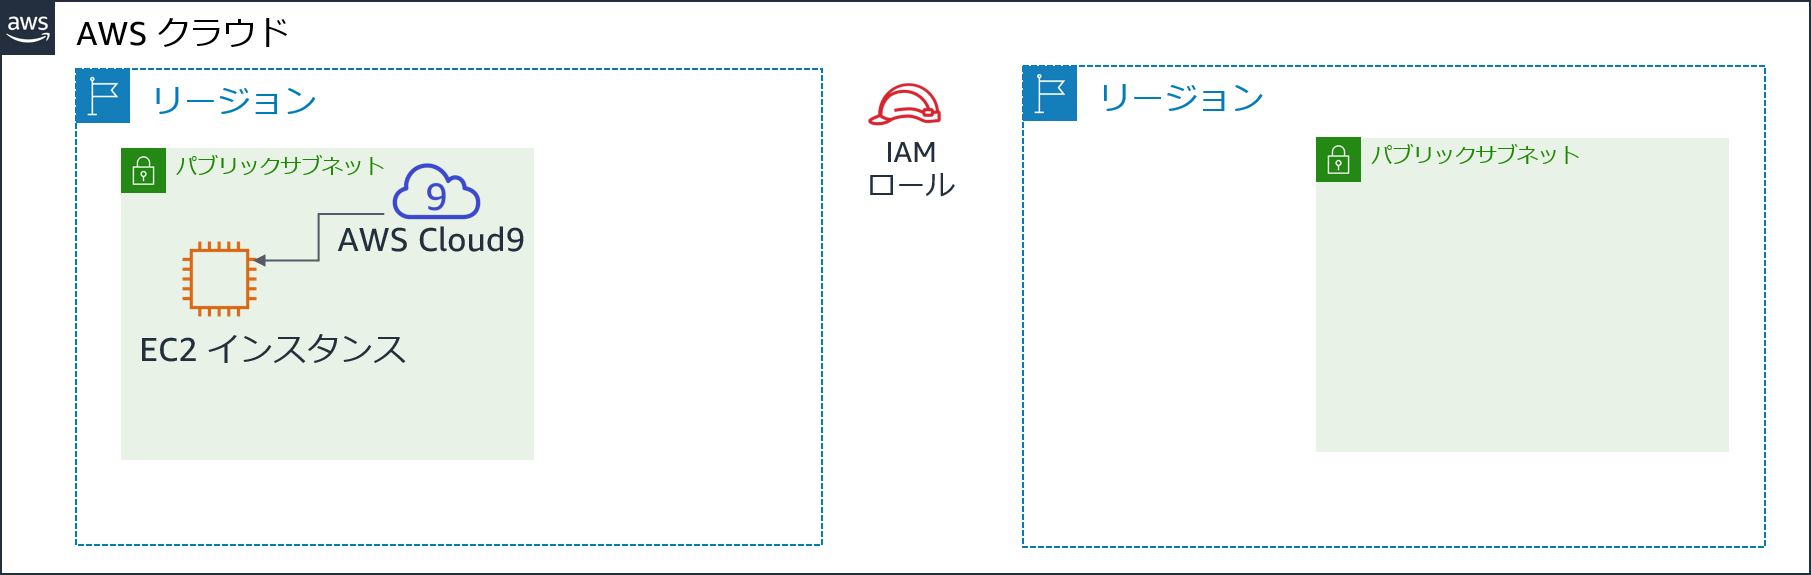 aws
AWS クラウド
リージョン
パブリックサブネット
9
AWS Cloud9
EC2 インスタンス
IAM
ロール
リージョン
パブリックサブネット